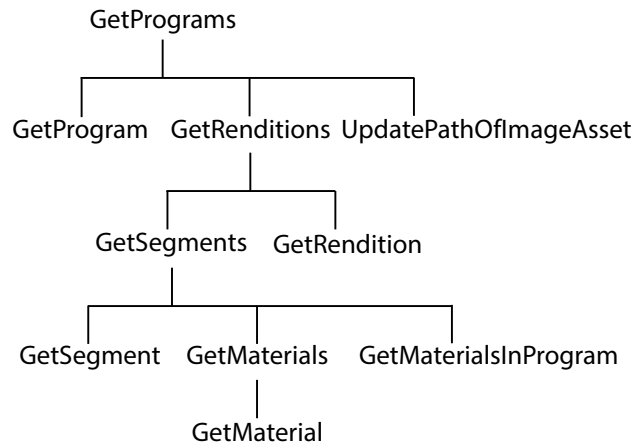 GetPrograms
GetProgram GetRenditions UpdatePathOfImageAsset
GetSegments GetRendition
GetSegment GetMaterials GetMaterialsInProgram
GetMaterial